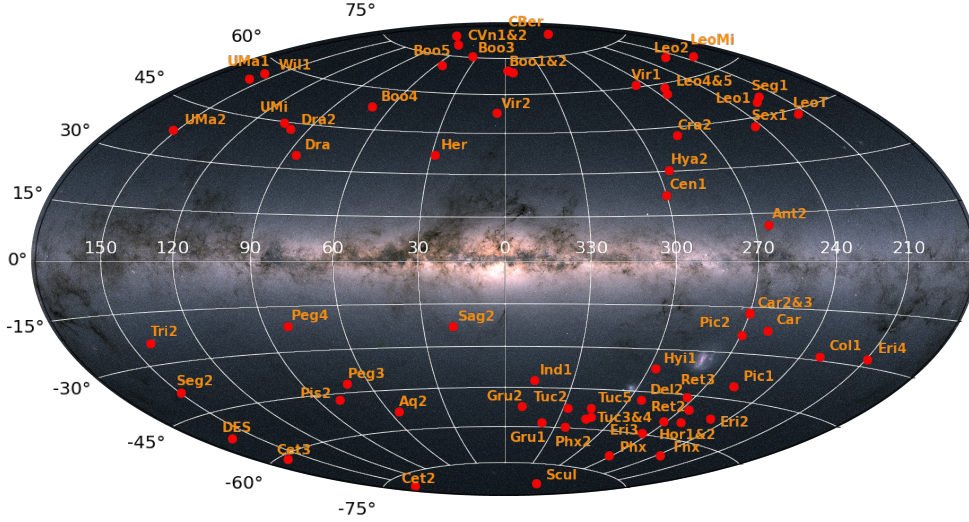 75°
CBer
60°
CVn1&2
LeoMi
Boo5
Boo3
Leo2
UMa1
Wil1
Boo1&2
45°
Vir1
Leo4&5
Seg1
Boo4
Leo1
LeoT
UMi
Vir2
UMa2
Dra2
Sex1
30°
Cra2
Dra
Her
Hya2
15°
Cen1
Ant2
150 120 90 60 30 00 330 300 270 240 210
0°
Car2&3
-15°
Peg4
Sag2
Pic2
Car
Tri2
Col1
Eri4
Hyi1
Ind1
Peg3
Ret3
Pic1
Seg2
-30°
Pis2
Aq2
Gru2
Tuc2
Tuc5
Del2
Ret2
Tuc3&4
Eri2
DES
Eri3
-45°
Gru1
Phx2
Hor1&2
Cet3
Phx
Fnx
Cet2
Scul
-60°
-75°